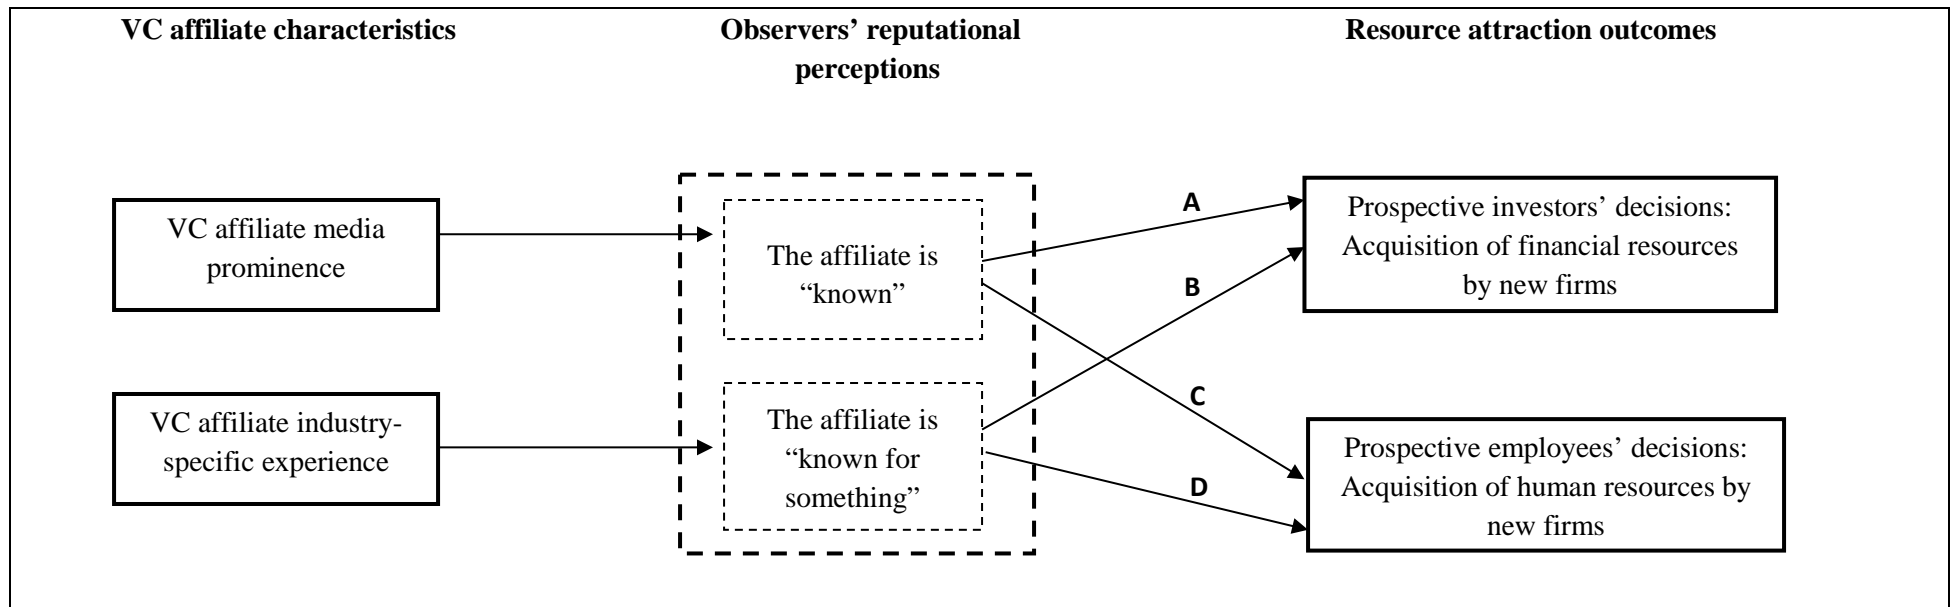 VC affiliate characteristics
Observers’ reputational
perceptions
Resource attraction outcomes
VC affiliate media
prominence
VC affiliate industry-
specific experience
The affiliate is
“known”
The affiliate is
“known for
something”
A
B
C
D
Prospective investors’ decisions:
Acquisition of financial resources
by new firms
Prospective employees’ decisions:
Acquisition of human resources by
new firms